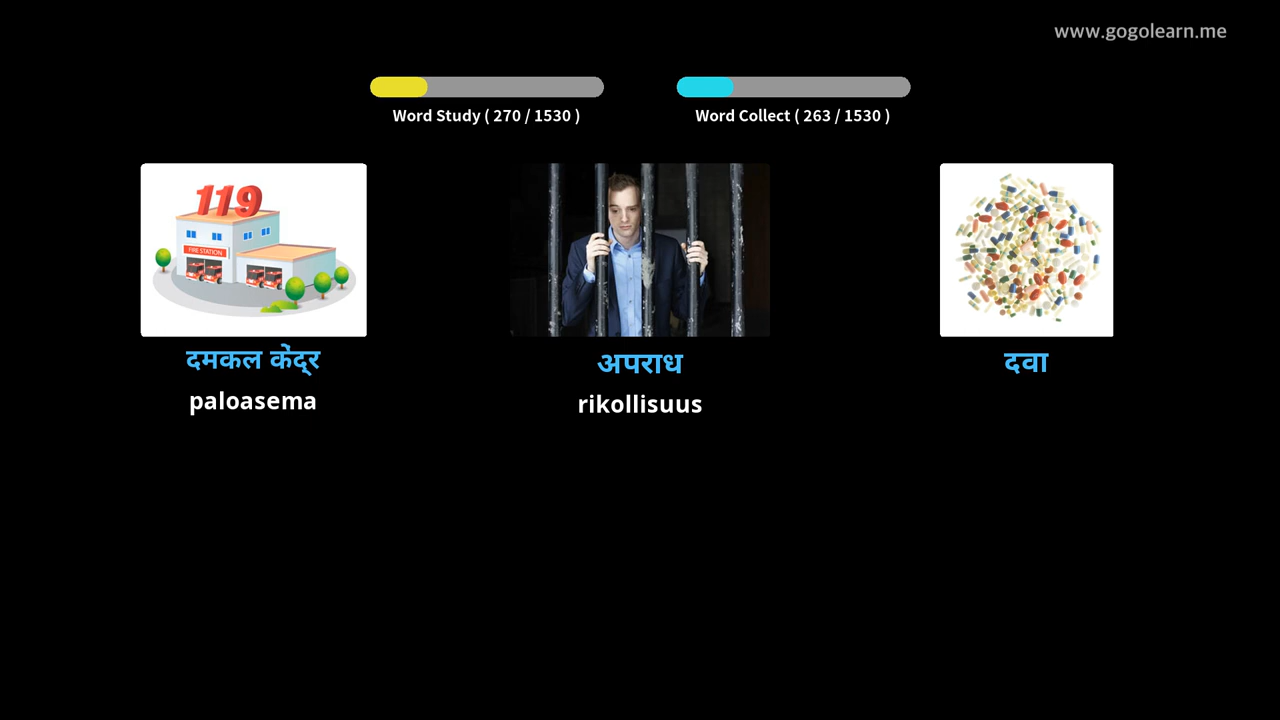 www.gogolearn.me
Word Study ( 270 / 1530 )
Word Collect ( 263 / 1530 )
119
FIRE STATION
दमकल केंद्र
अपराध
दवा
paloasema
rikollisuus